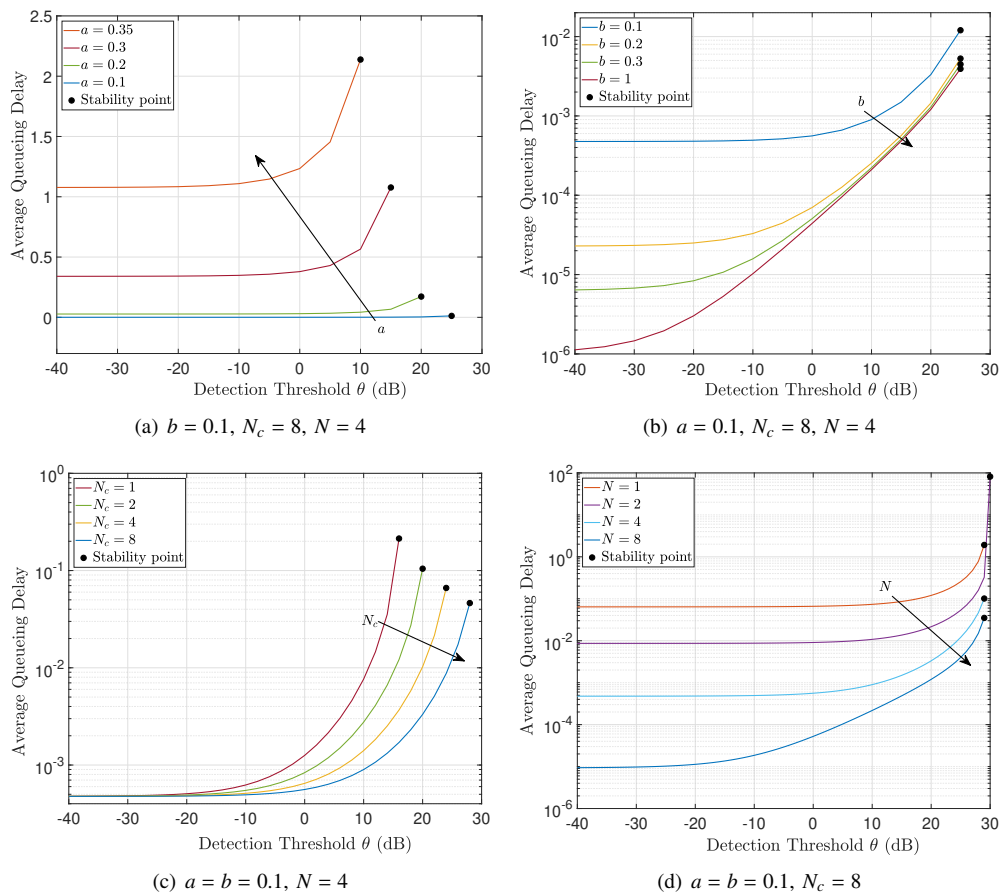 2.5
2
1.5
1
0.5
0
Average Queueing Delay
a = 0.35
a = 0.3
a = 0.2
a = 0.1
Stability point
a
-40 -30 -20 -10 0 10 20 30
Detection Threshold θ (dB)
(a) b = 0.1, N_c = 8, N = 4
10^-2
10^-3
10^-4
10^-5
10^-6
Average Queueing Delay
b = 0.1
b = 0.2
b = 0.3
b = 1
Stability point
b
-40 -30 -20 -10 0 10 20 30
Detection Threshold θ (dB)
(b) a = 0.1, N_c = 8, N = 4
10^0
10^-1
10^-2
10^-3
Average Queueing Delay
N_c = 1
N_c = 2
N_c = 4
N_c = 8
Stability point
N_c
-40 -30 -20 -10 0 10 20 30
Detection Threshold θ (dB)
(c) a = b = 0.1, N = 4
10^2
10^0
10^-2
10^-4
10^-6
Average Queueing Delay
N = 1
N = 2
N = 4
N = 8
Stability point
N
-40 -30 -20 -10 0 10 20 30
Detection Threshold θ (dB)
(d) a = b = 0.1, N_c = 8